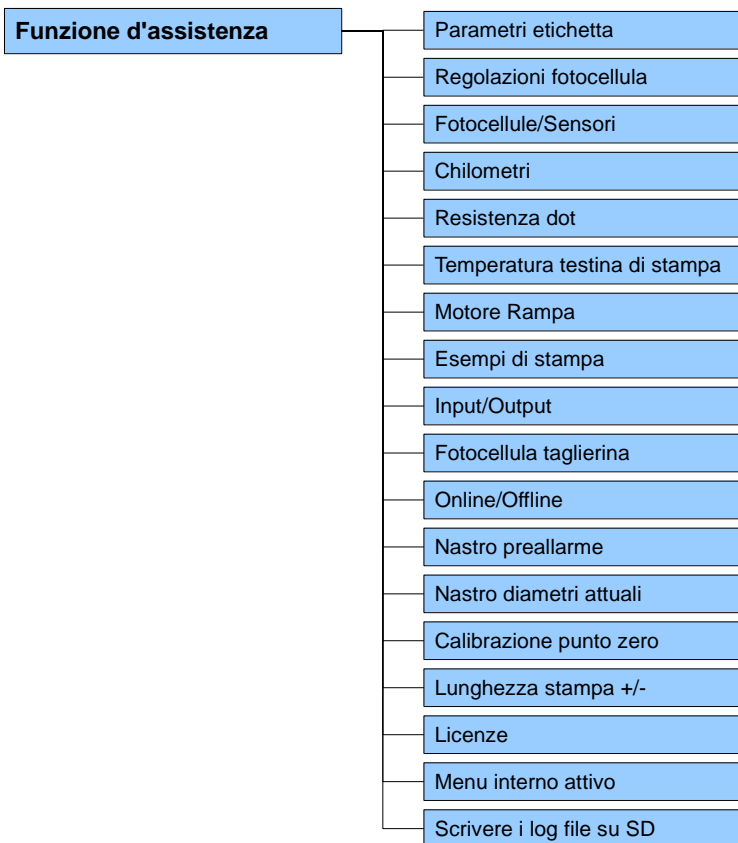 Funzione d'assistenza
Parametri etichetta
Regolazioni fotocellula
Fotocellule/Sensori
Chilometri
Resistenza dot
Temperatura testina di stampa
Motore Rampa
Esempi di stampa
Input/Output
Fotocellula taglierina
Online/Offline
Nastro preallarme
Nastro diametri attuali
Calibrazione punto zero
Lunghezza stampa +/-
Licenze
Menu interno attivo
Scrivere i log file su SD